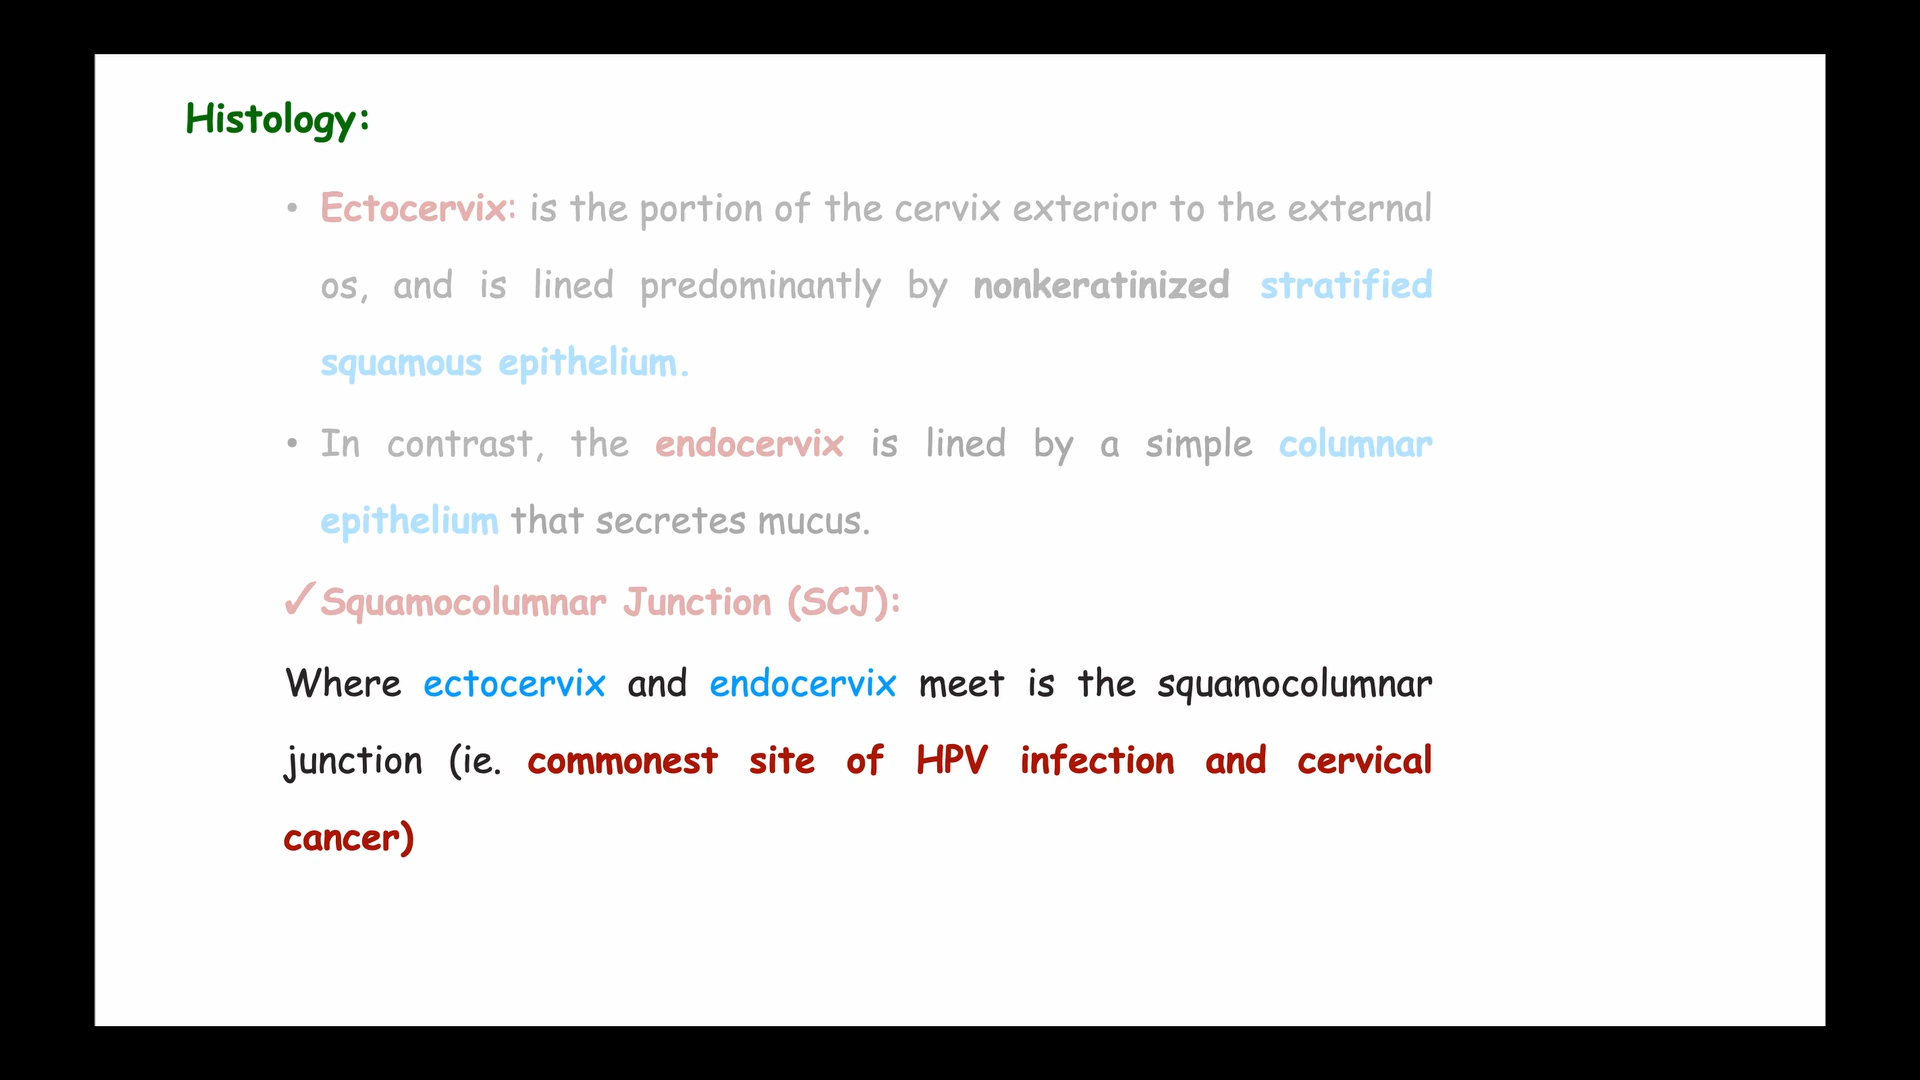 Histology:
• Ectocervix: is the portion of the cervix exterior to the external
os, and is lined predominantly by nonkeratinized stratified
squamous epithelium.
• In contrast, the endocervix is lined by a simple columnar
epithelium that secretes mucus.
✓Squamocolumnar Junction (SCJ):
Where ectocervix and endocervix meet is the squamocolumnar
junction (ie. commonest site of HPV infection and cervical
cancer)